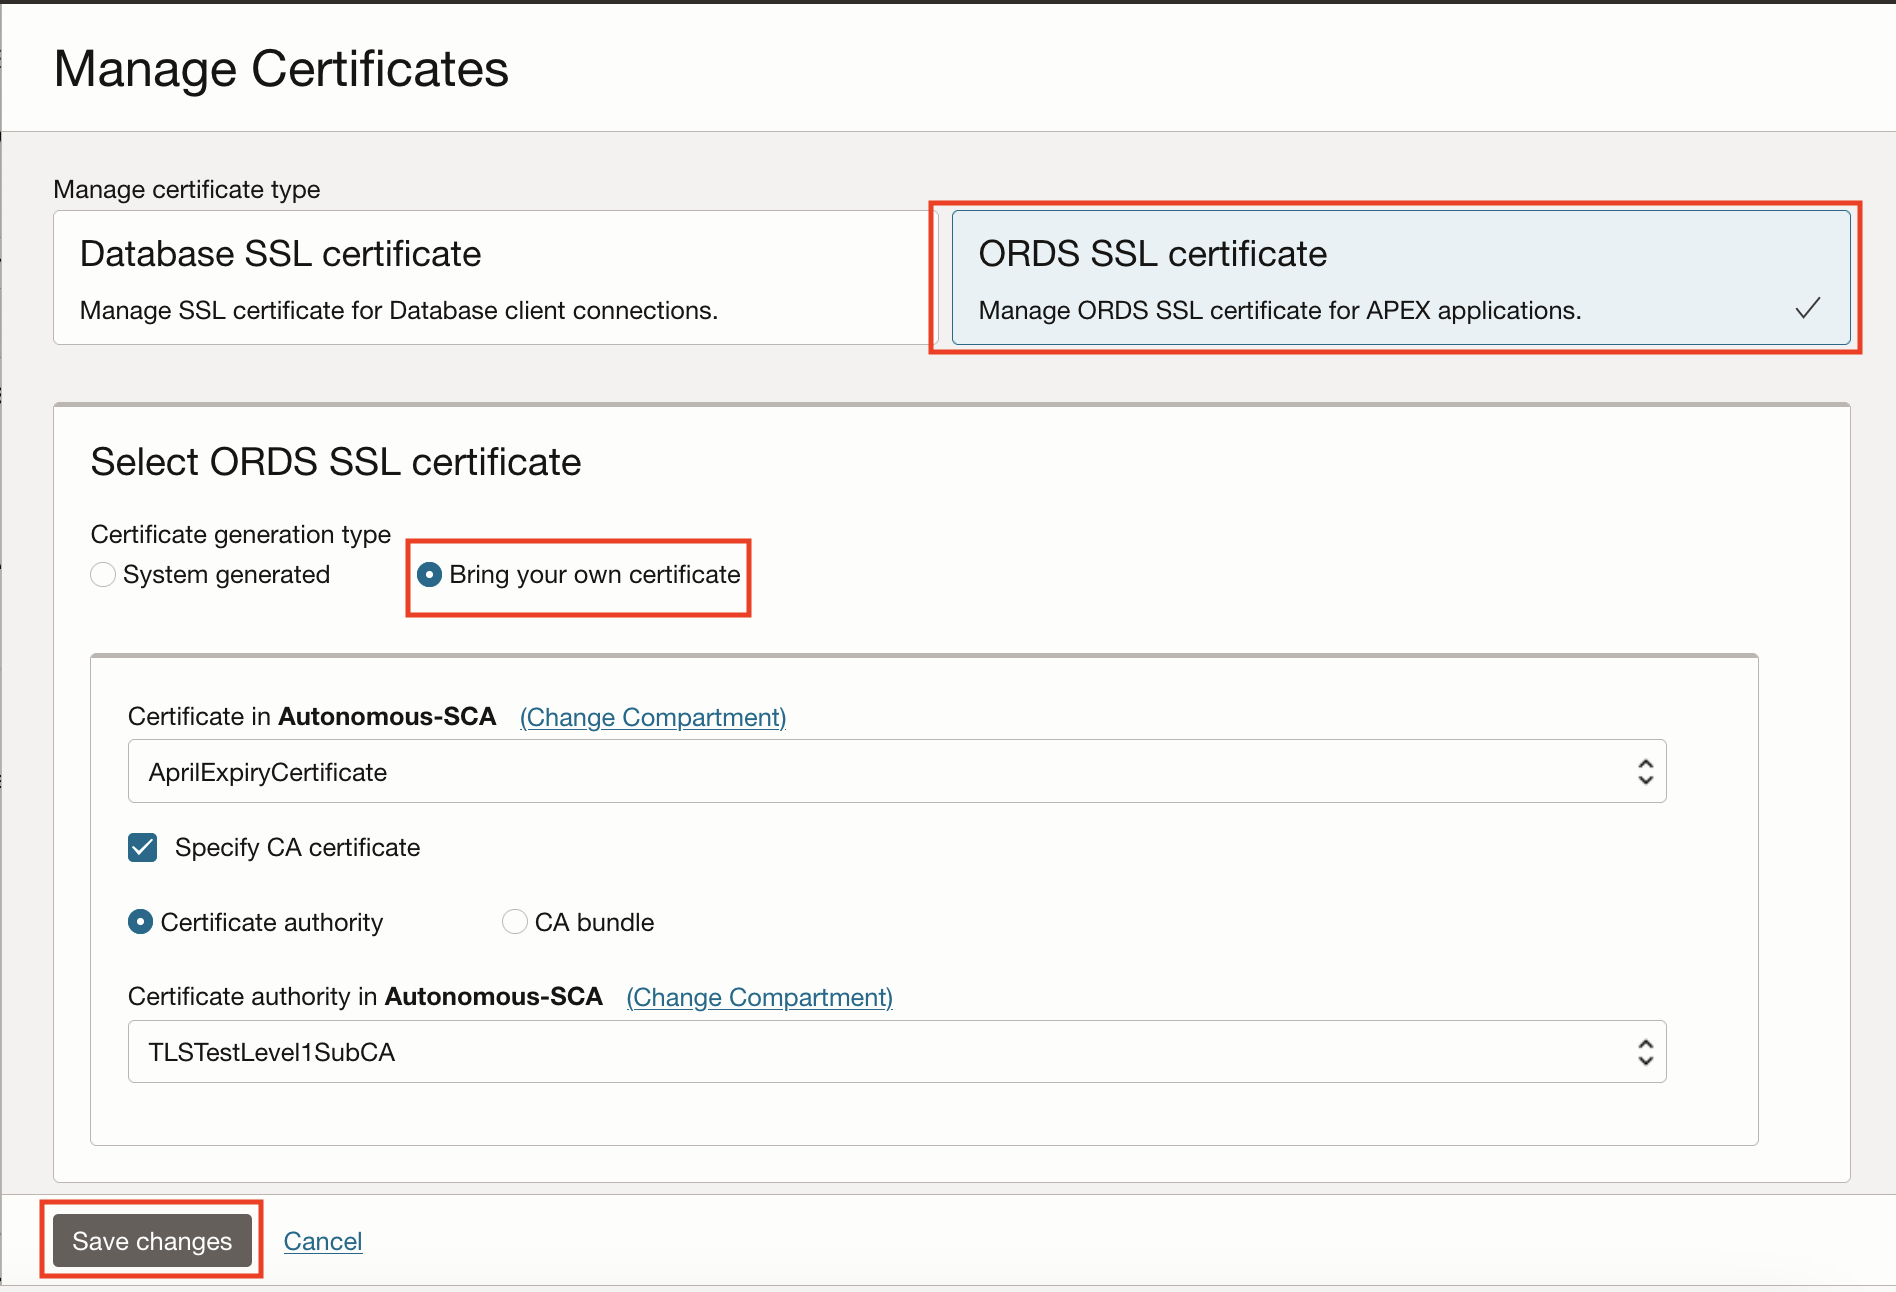 Manage Certificates
Manage certificate type
Database SSL certificate
Manage SSL certificate for Database client connections.
ORDS SSL certificate
Manage ORDS SSL certificate for APEX applications.
Select ORDS SSL certificate
Certificate generation type
System generated
Bring your own certificate
Certificate in Autonomous-SCA (Change Compartment)
AprilExpiryCertificate
Specify CA certificate
Certificate authority
CA bundle
Certificate authority in Autonomous-SCA (Change Compartment)
TLSTestLevel1SubCA
Save changes
Cancel